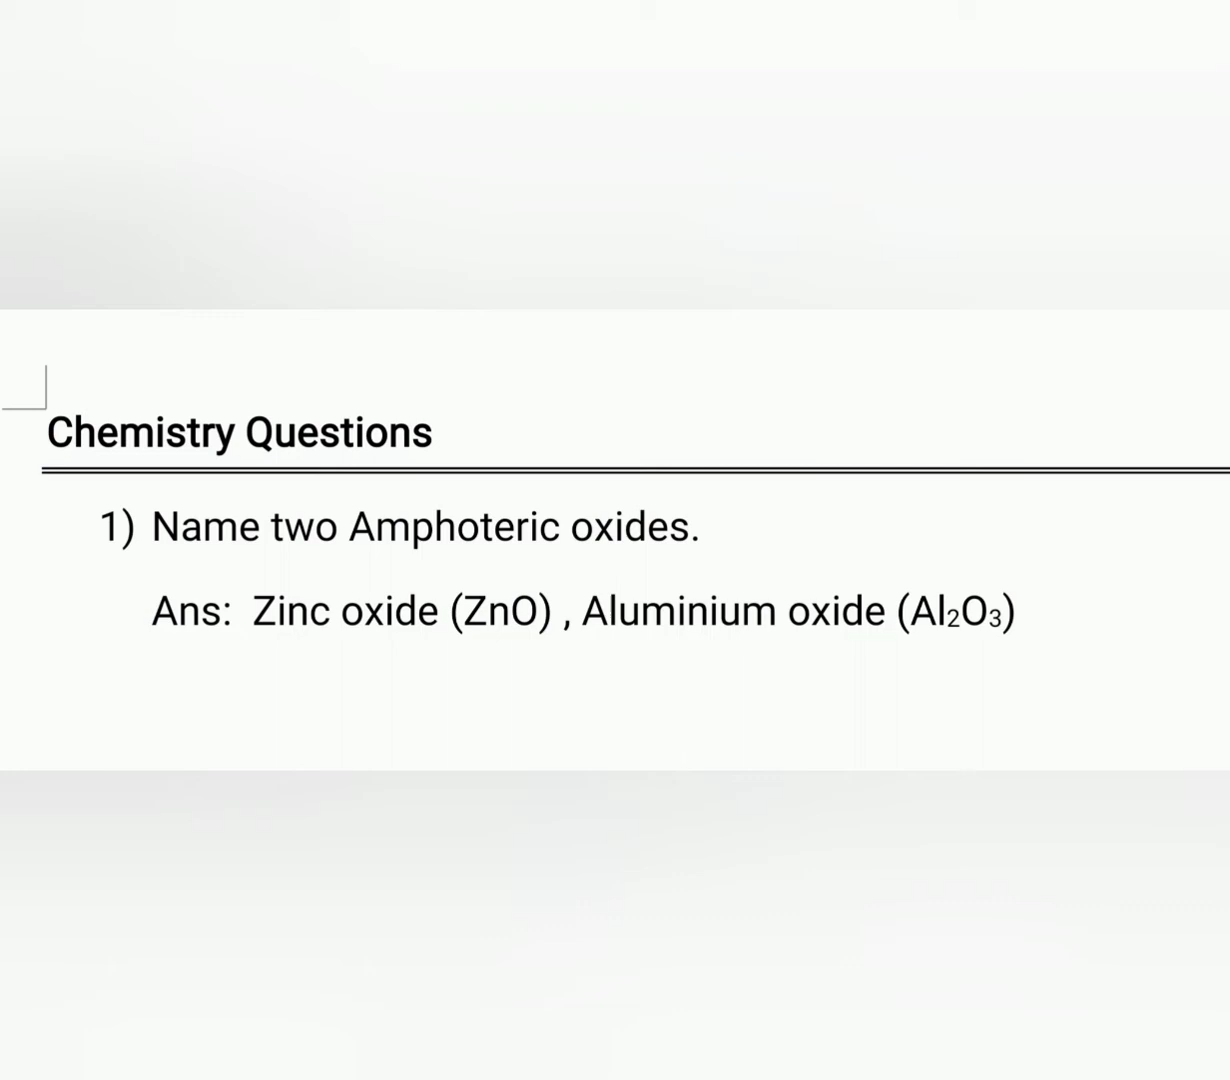 Chemistry Questions
1) Name two Amphoteric oxides.
Ans: Zinc oxide (ZnO) , Aluminium oxide (Al₂O₃)